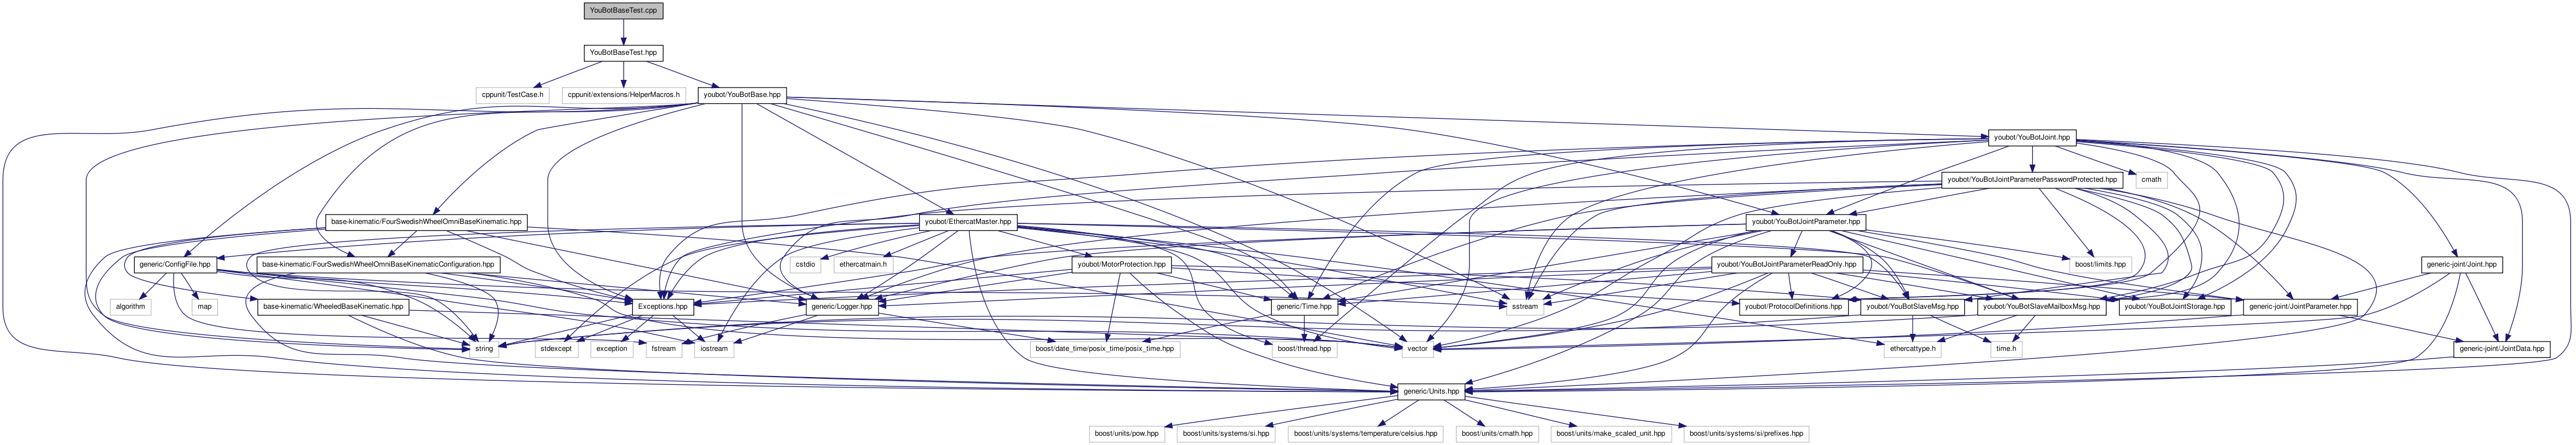 YouBotBaseTest.cpp
YouBotBaseTest.hpp
cppunit/TestCase.h
cppunit/extensions/HelperMacros.h
youbot/YouBotBase.hpp
youbot/YouBotJoint.hpp
youbot/YouBotJointParameterPasswordProtected.hpp
cmath
base-kinematic/FourSwedishWheelOmniBaseKinematic.hpp
youbot/EthercatMaster.hpp
youbot/YouBotJointParameter.hpp
generic/ConfigFile.hpp
base-kinematic/FourSwedishWheelOmniBaseKinematicConfiguration.hpp
cstdio
ethercatmain.h
youbot/MotorProtection.hpp
youbot/YouBotJointParameterReadOnly.hpp
boost/limits.hpp
generic-joint/Joint.hpp
algorithm
map
base-kinematic/WheeledBaseKinematic.hpp
Exceptions.hpp
generic/Logger.hpp
generic/Time.hpp
sstream
youbot/ProtocolDefinitions.hpp
youbot/YouBotSlaveMsg.hpp
youbot/YouBotSlaveMailboxMsg.hpp
youbot/YouBotJointStorage.hpp
generic-joint/JointParameter.hpp
string
stdexcept
exception
fstream
iostream
boost/date_time/posix_time/posix_time.hpp
boost/thread.hpp
vector
ethercattype.h
time.h
generic-joint/JointData.hpp
generic/Units.hpp
boost/units/pow.hpp
boost/units/systems/si.hpp
boost/units/systems/temperature/celsius.hpp
boost/units/cmath.hpp
boost/units/make_scaled_unit.hpp
boost/units/systems/si/prefixes.hpp